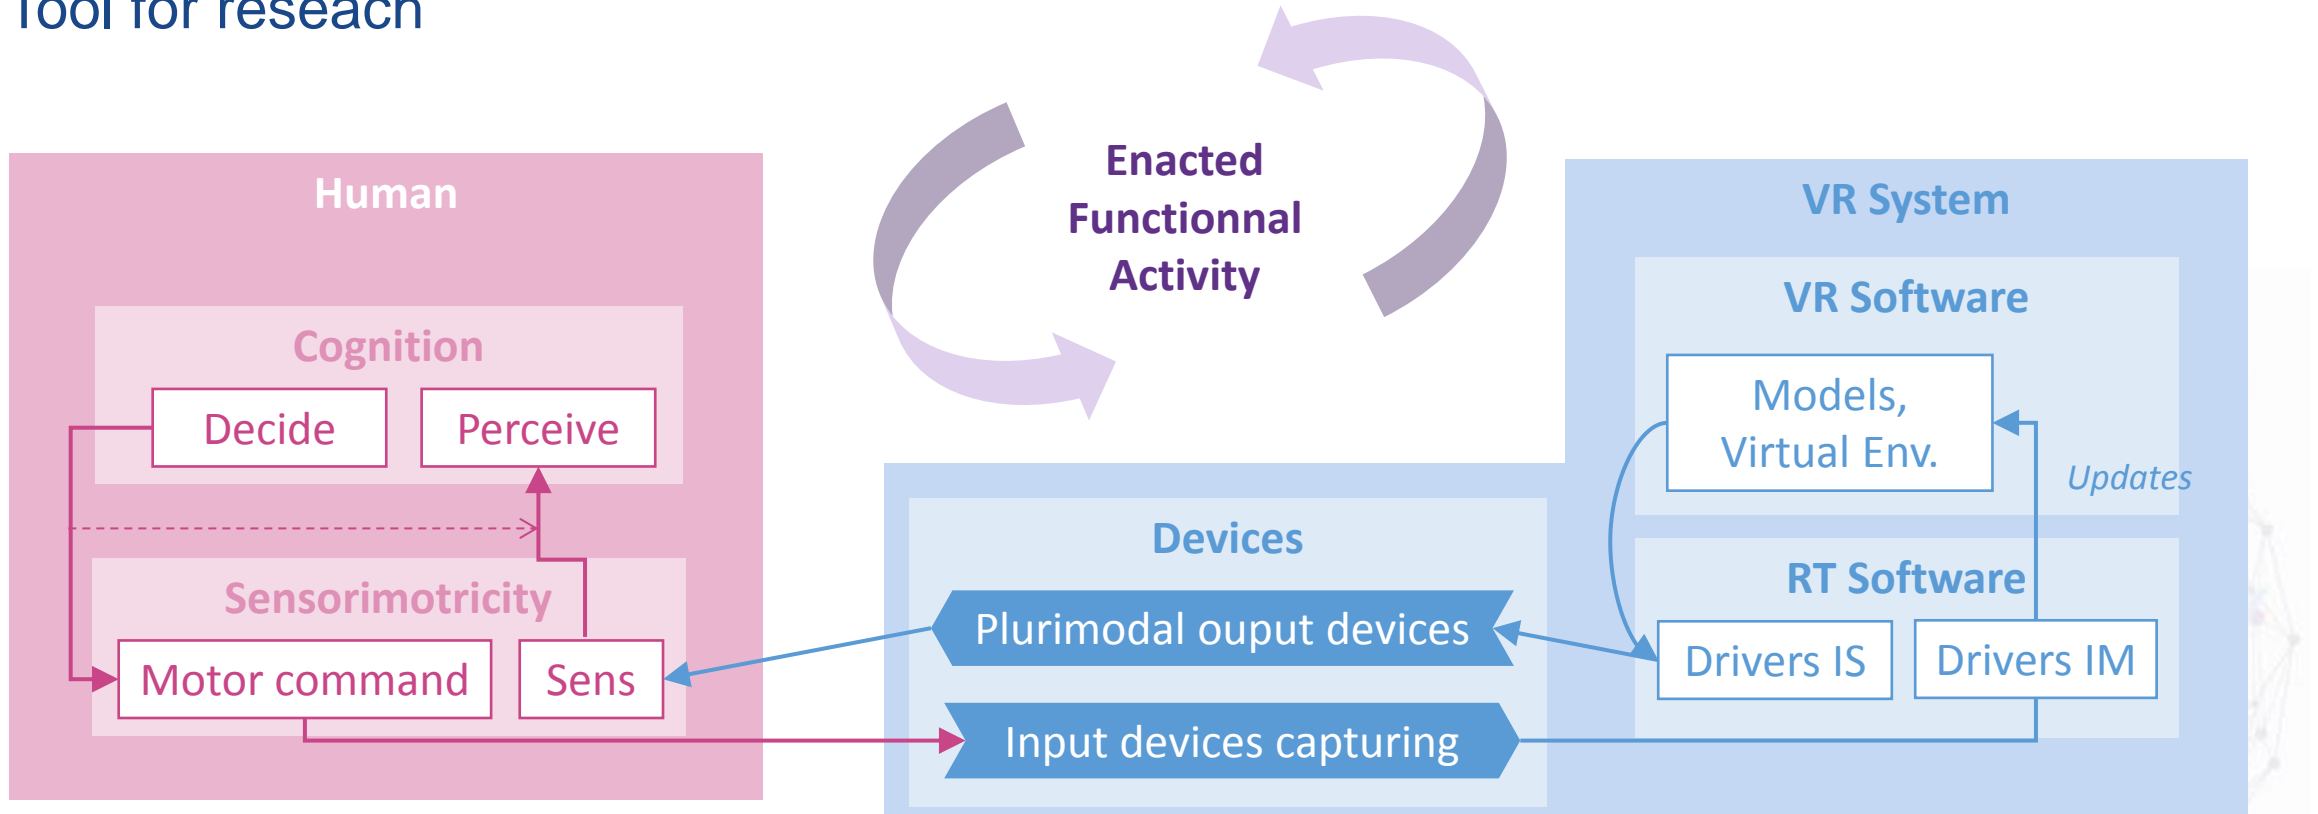 Tool for reseach
Enacted
Functionnal
Activity
Human
Cognition
Decide
Perceive
Sensorimotricity
Motor command
Sens
Devices
Plurimodal ouput devices
Input devices capturing
VR System
VR Software
Models,
Virtual Env.
Updates
RT Software
Drivers IS
Drivers IM